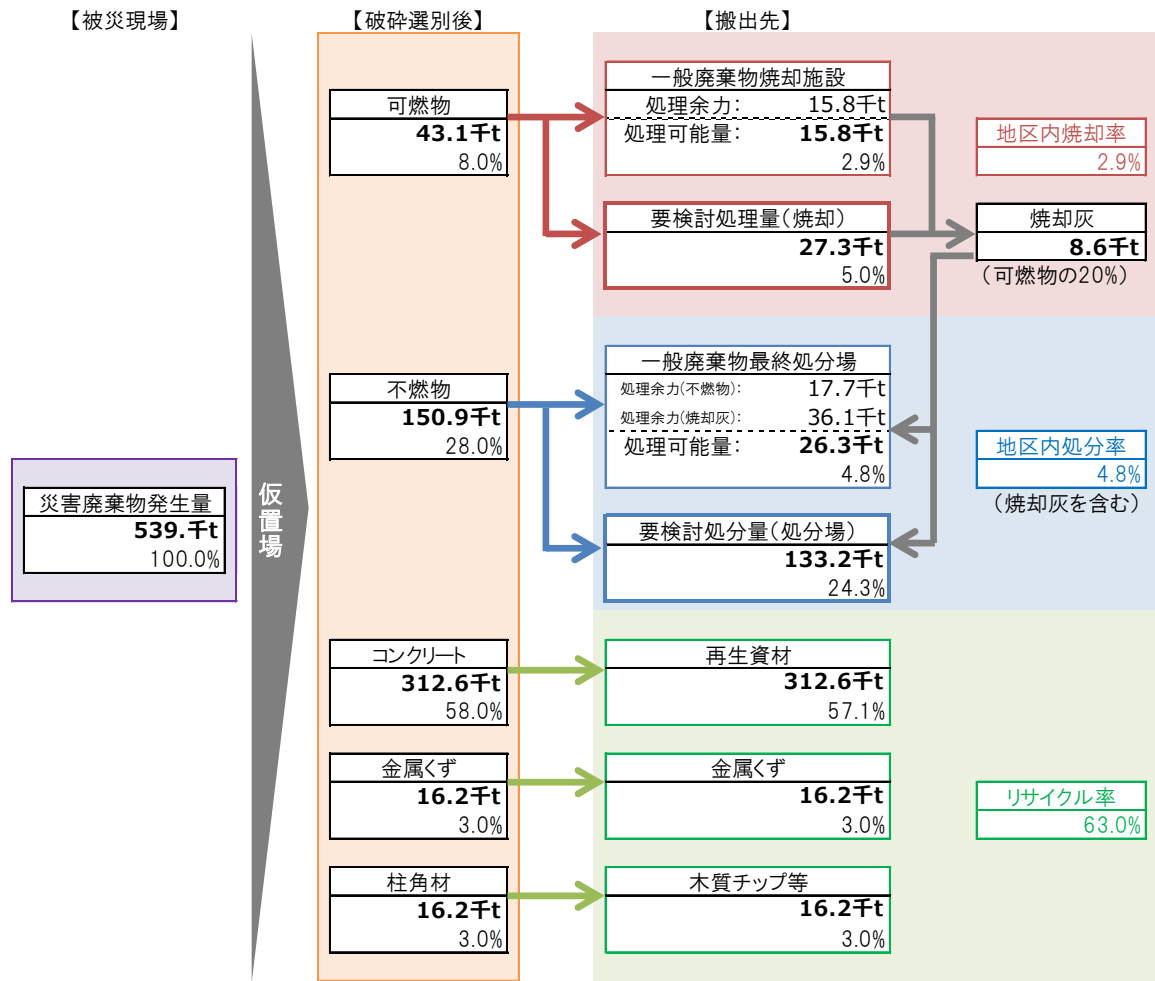 【被災現場】
【破砕選別後】
【搬出先】
災害廃棄物発生量
539.千t
100.0%
仮置場
可燃物
43.1千t
8.0%
不燃物
150.9千t
28.0%
コンクリート
312.6千t
58.0%
金属くず
16.2千t
3.0%
柱角材
16.2千t
3.0%
一般廃棄物焼却施設
処理余力: 15.8千t
処理可能量: 15.8千t
2.9%
要検討処理量(焼却)
27.3千t
5.0%
地区内焼却率
2.9%
焼却灰
8.6千t
(可燃物の20%)
一般廃棄物最終処分場
処理余力(不燃物): 17.7千t
処理余力(焼却灰): 36.1千t
処理可能量: 26.3千t
4.8%
要検討処分量(処分場)
133.2千t
24.3%
地区内処分率
4.8%
(焼却灰を含む)
再生資材
312.6千t
57.1%
金属くず
16.2千t
3.0%
木質チップ等
16.2千t
3.0%
リサイクル率
63.0%